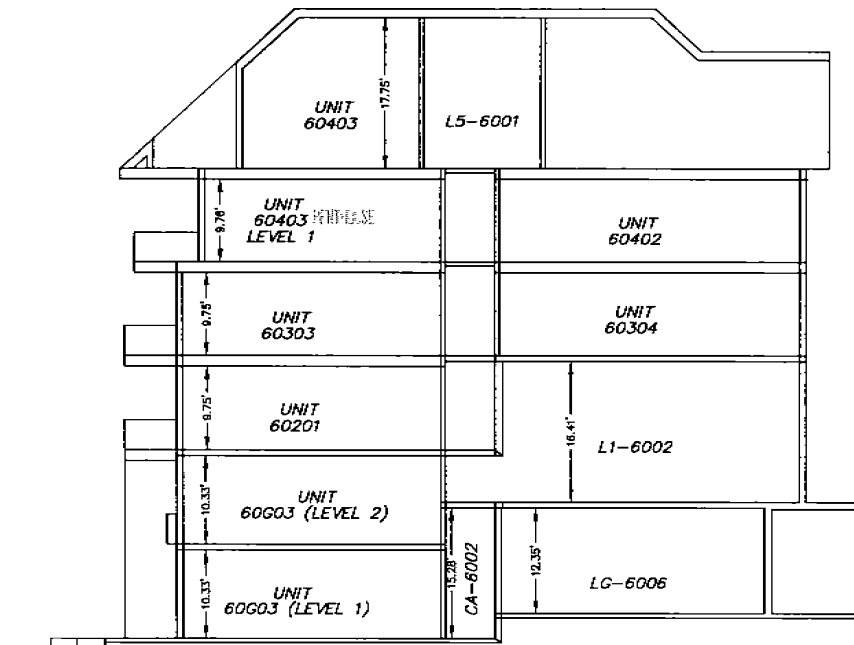 UNIT
60403
17.75'
L5-6001
9.76'
UNIT
60403 PENTHOUSE
LEVEL 1
UNIT
60402
9.75'
UNIT
60303
UNIT
60304
9.75'
UNIT
60201
16.41'
L1-6002
10.33'
UNIT
60G03 (LEVEL 2)
10.33'
UNIT
60G03 (LEVEL 1)
15.28'
CA-6002
12.35'
LG-6006